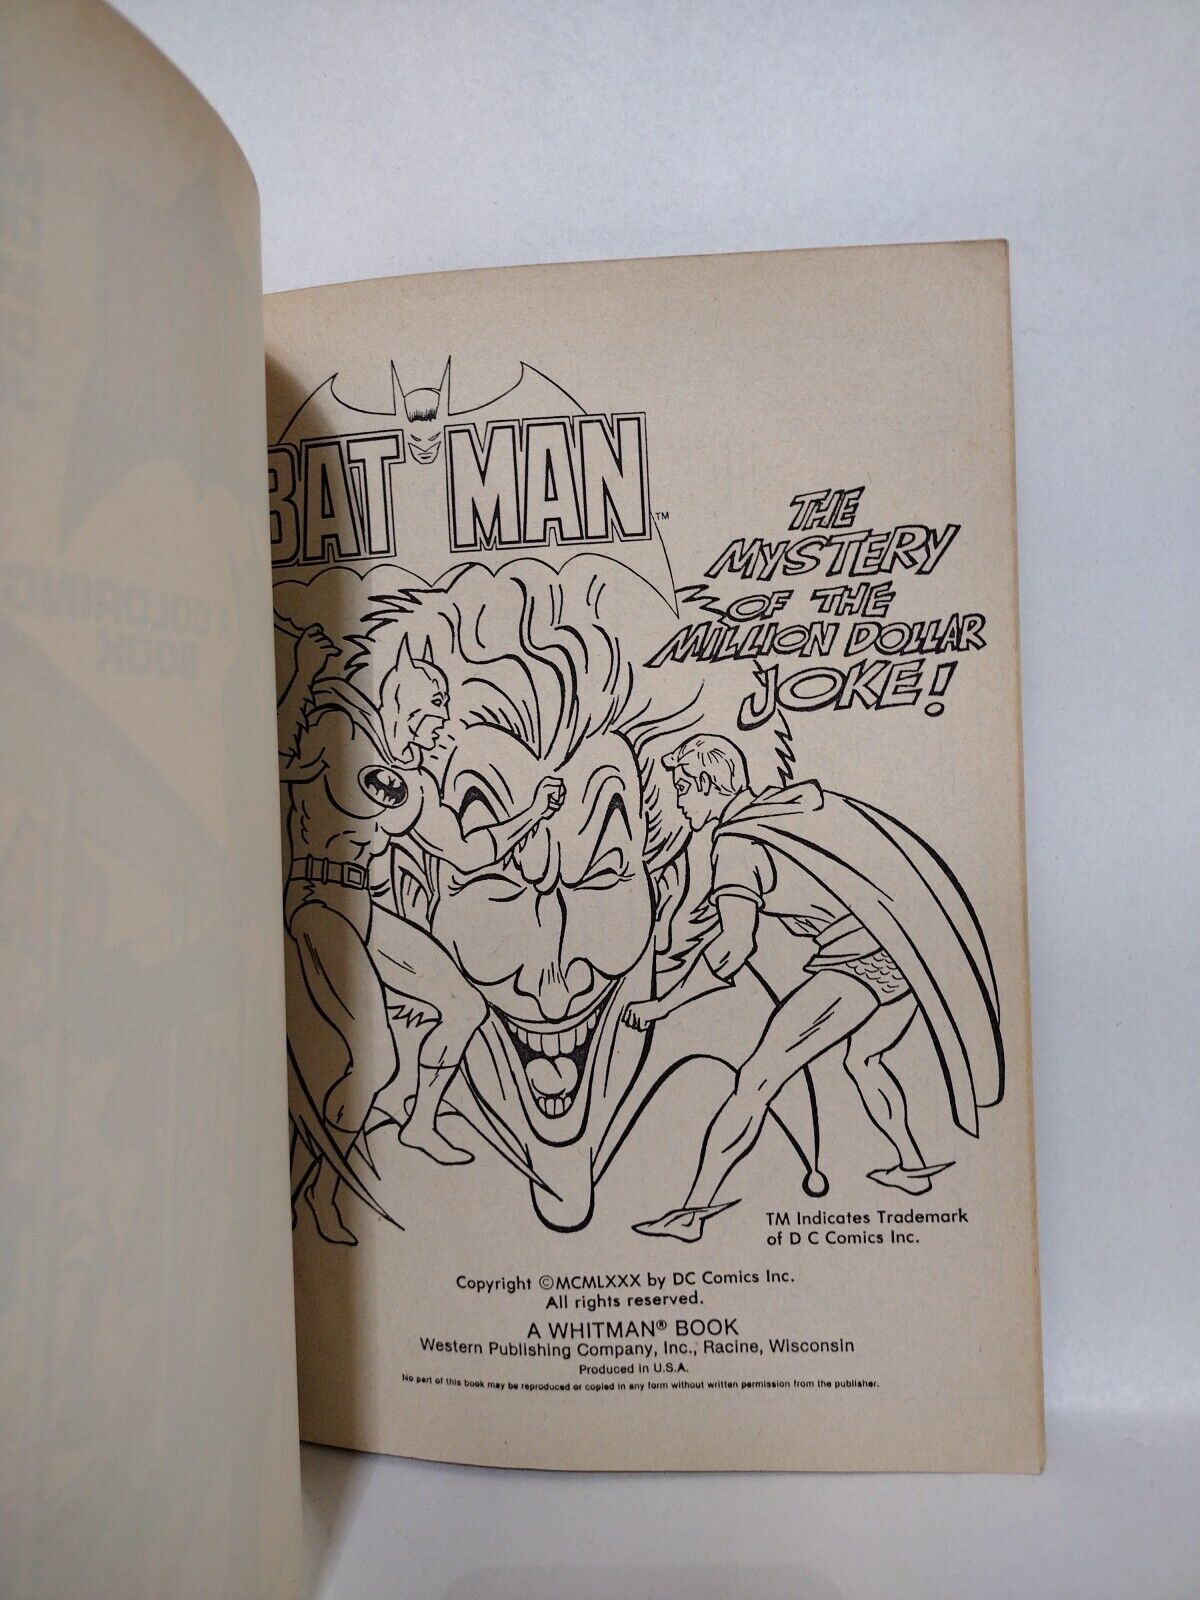 BATMAN™
THE
MYSTERY
OF THE
MILLION DOLLAR
JOKE!
TM Indicates Trademark
of D C Comics Inc.
Copyright ©MCMLXXX by DC Comics Inc.
All rights reserved.
A WHITMAN® BOOK
Western Publishing Company, Inc., Racine, Wisconsin
Produced in U.S.A.
No part of this book may be reproduced or copied in any form without written permission from the publisher.